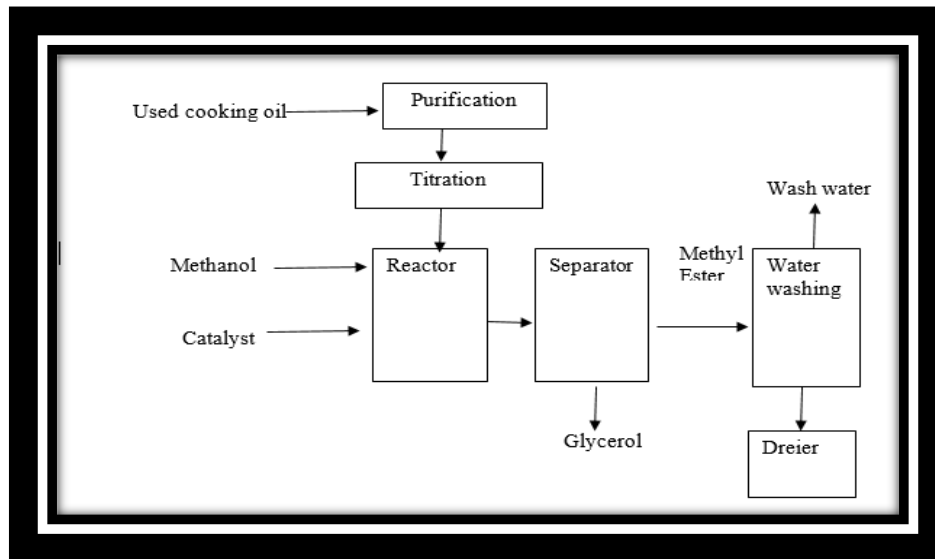 Purification
Used cooking oil
Titration
Wash water
Methanol
Reactor
Separator
Methyl
Ester
Water
washing
Catalyst
Glycerol
Dreier